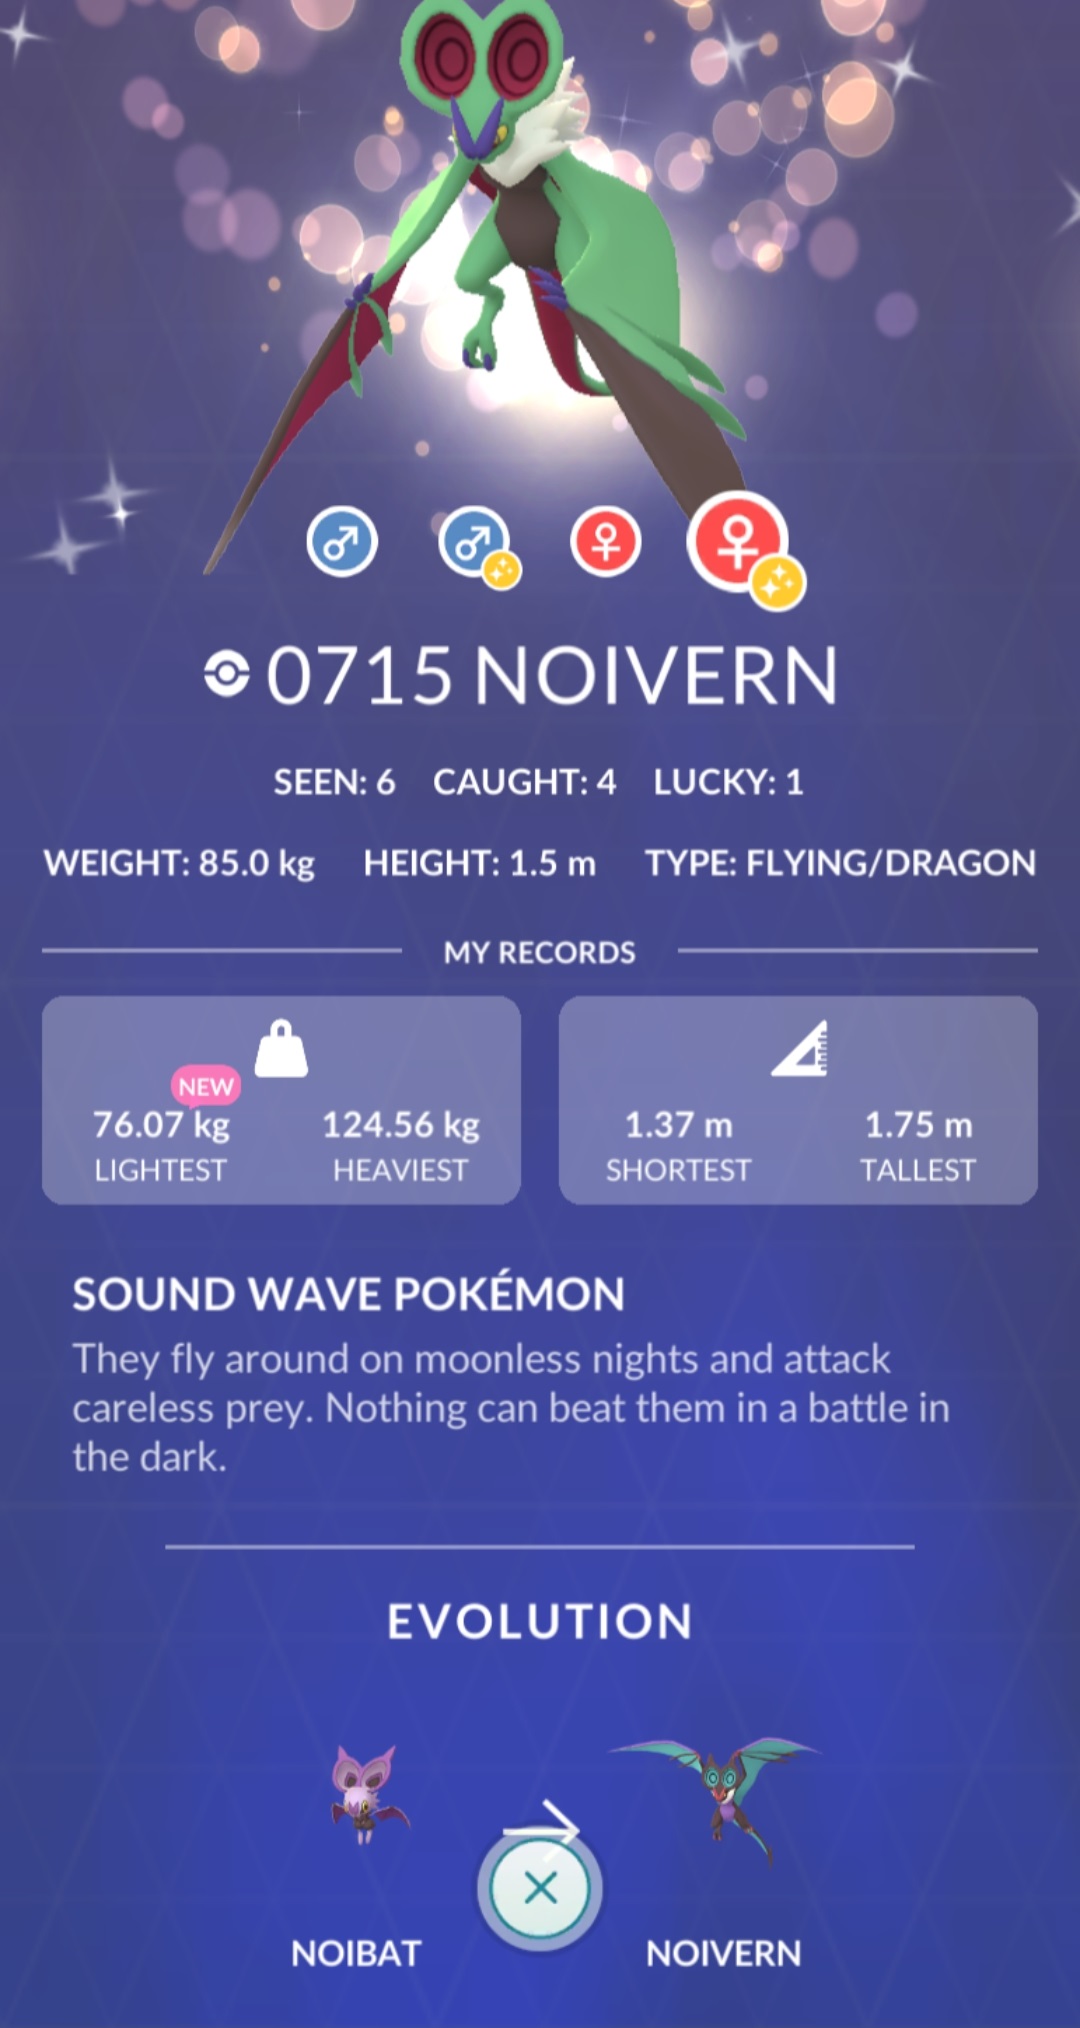 0715 NOIVERN
SEEN: 6 CAUGHT: 4 LUCKY: 1
WEIGHT: 85.0 kg HEIGHT: 1.5 m TYPE: FLYING/DRAGON
MY RECORDS
NEW
76.07 kg 124.56 kg 1.37 m 1.75 m
LIGHTEST HEAVIEST SHORTEST TALLEST
SOUND WAVE POKÉMON
They fly around on moonless nights and attack
careless prey. Nothing can beat them in a battle in
the dark.
EVOLUTION
NOIBAT NOIVERN